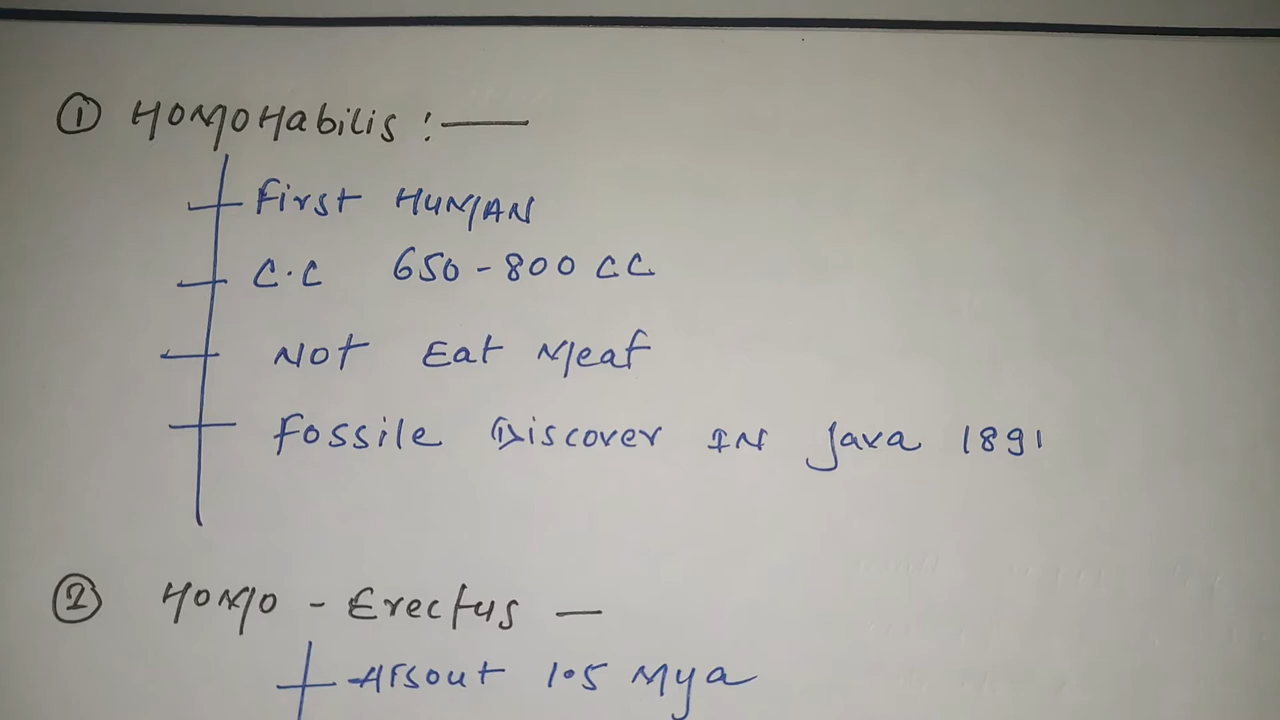 ① HOMOHabilis :—
First HUMAN
C.C 650-800 CC
NOT Eat Meat
Fossile Discover IN Java 1891
② HOMO - Erectus —
About 1.5 Mya